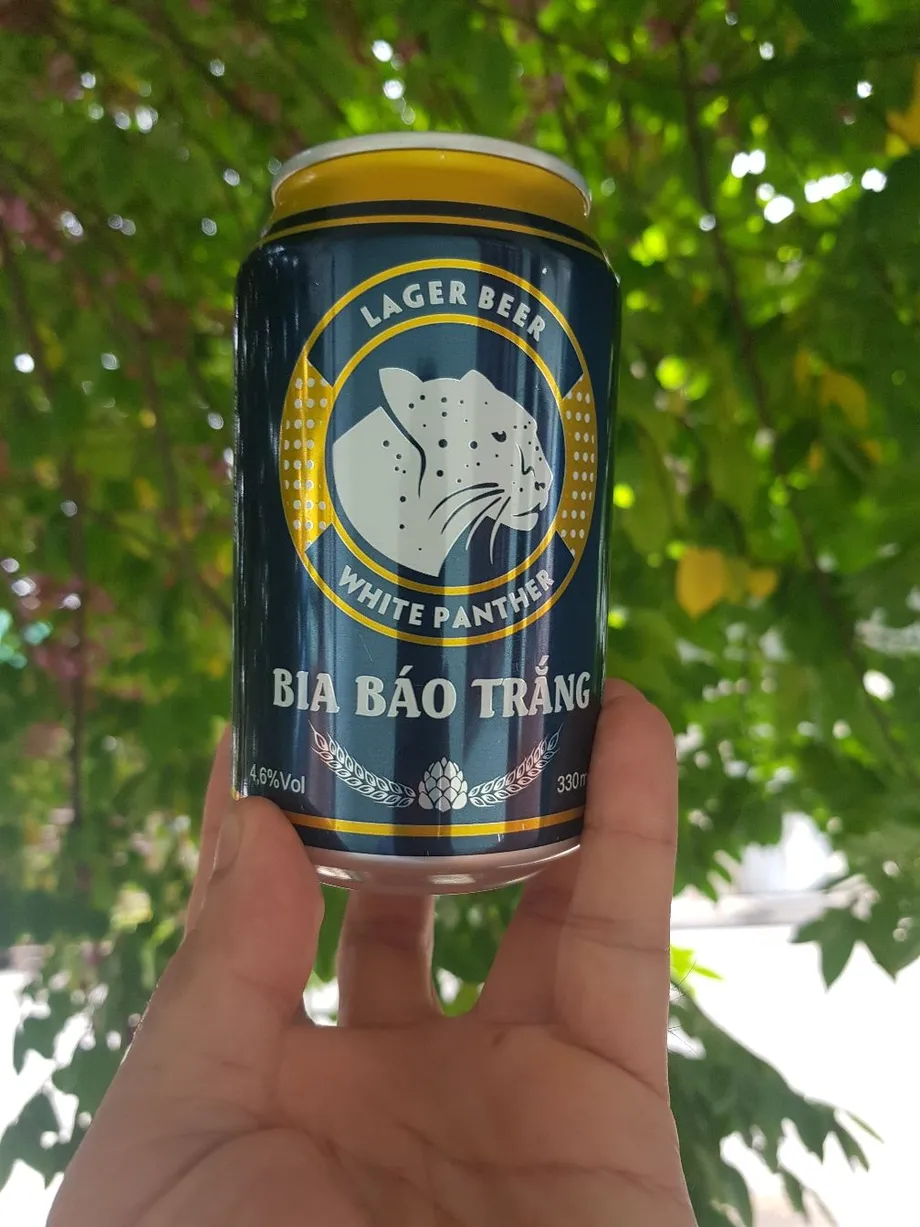 LAGER BEER
WHITE PANTHER
BIA BÁO TRẮNG
4,6%Vol
330m